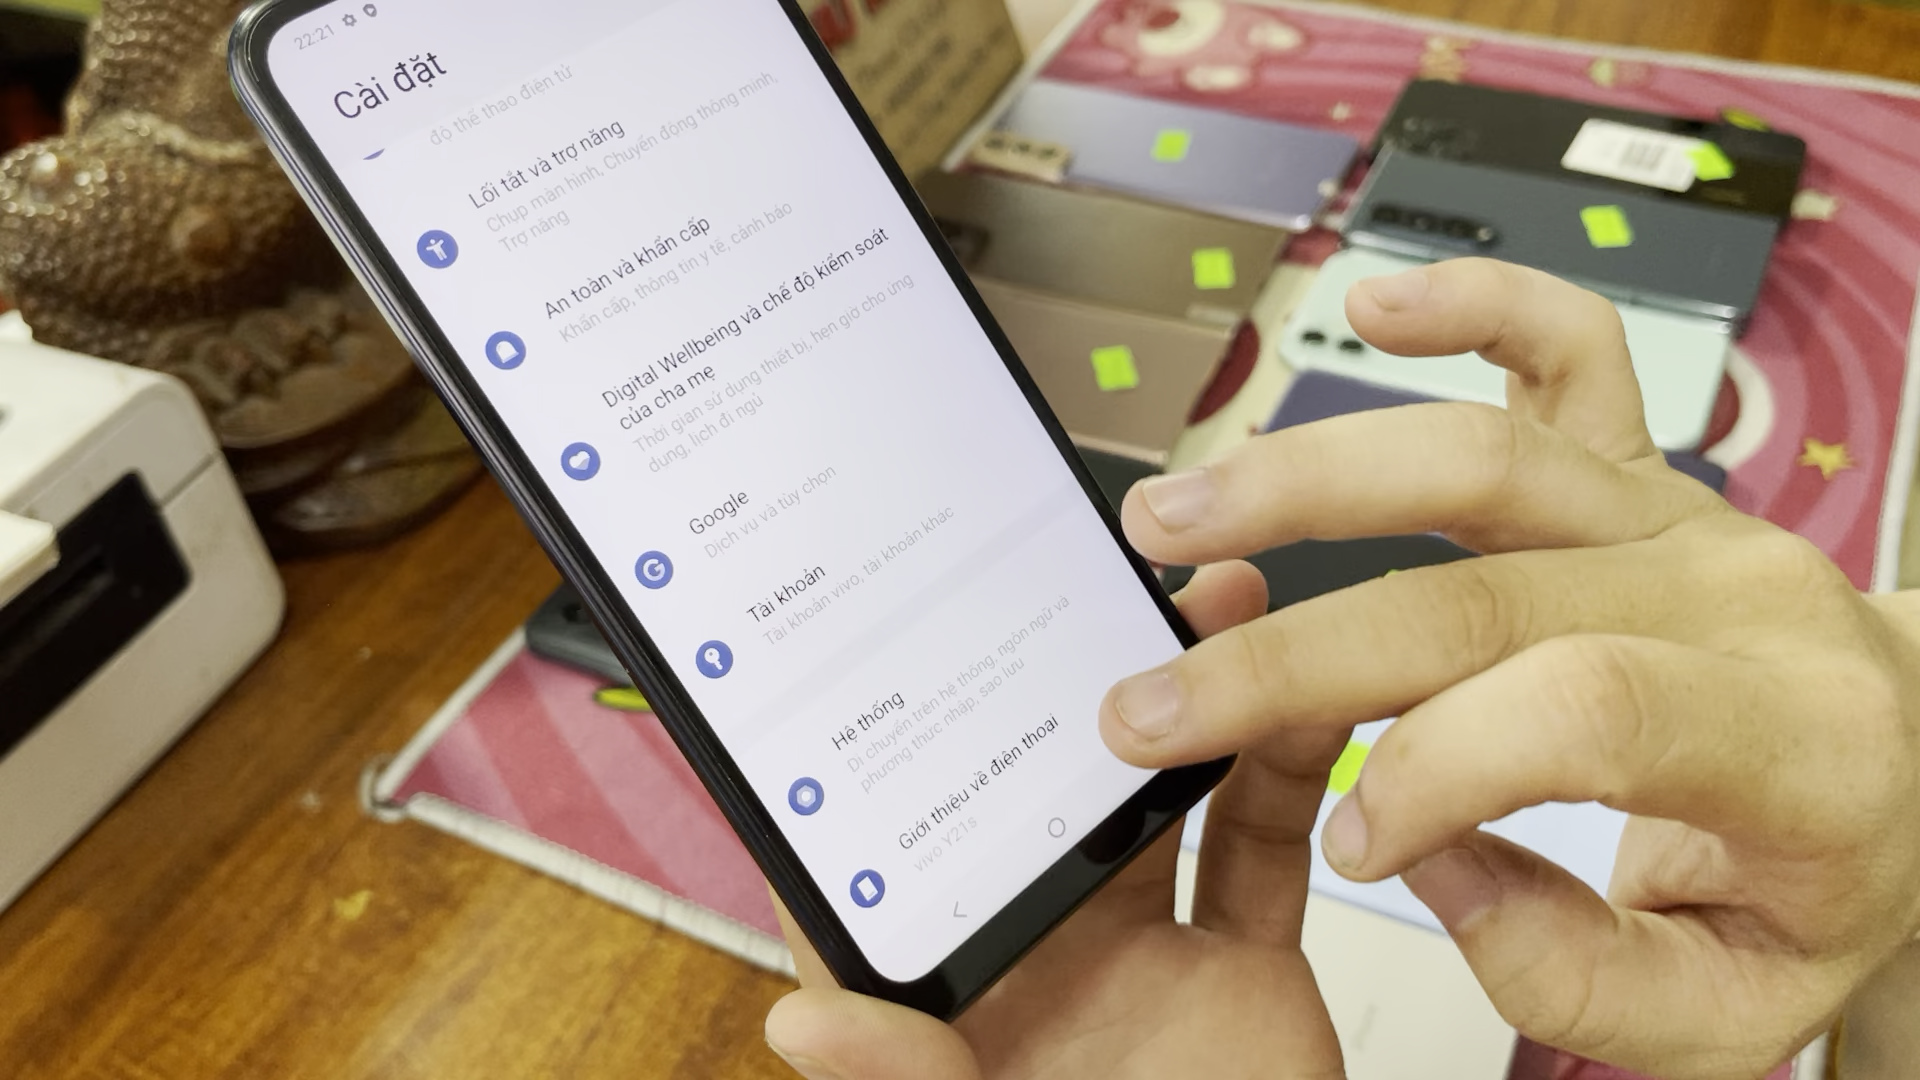 22:21
Cài đặt
độ thể thao điện tử
Lối tắt và trợ năng
Chụp màn hình, Chuyển động thông minh,
Trợ năng
An toàn và khẩn cấp
Khẩn cấp, thông tin y tế, cảnh báo
Digital Wellbeing và chế độ kiểm soát
của cha mẹ
Thời gian sử dụng thiết bị, hẹn giờ cho ứng
dụng, lịch đi ngủ
Google
Dịch vụ và tùy chọn
Tài khoản
Tài khoản vivo, tài khoản khác
Hệ thống
Di chuyển trên hệ thống, ngôn ngữ và
phương thức nhập, sao lưu
Giới thiệu về điện thoại
vivo Y21s